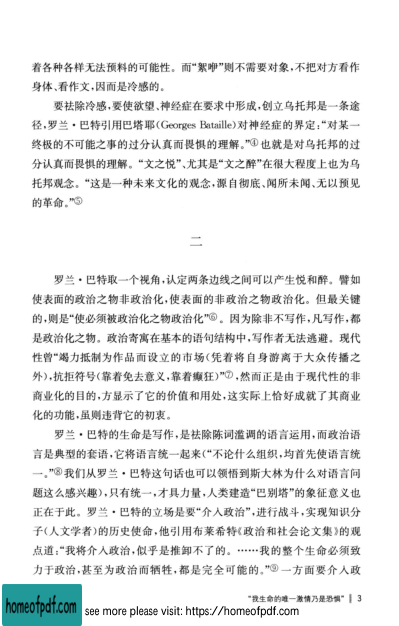 着各种各样无法预料的可能性。而“絮咿”则不需要对象,不把对方看作
身体、看作文,因而是冷感的。
要祛除冷感,要使欲望、神经症在要求中形成,创立乌托邦是一条途
径,罗兰·巴特引用巴塔耶(Georges Bataille)对神经症的界定:“对某一
终极的不可能之事的过分认真而畏惧的理解。”④也就是对乌托邦的过
分认真而畏惧的理解。“文之悦”、尤其是“文之醉”在很大程度上也为乌
托邦观念。“这是一种未来文化的观念,源自彻底、闻所未闻、无以预见
的革命。”⑤
二
罗兰·巴特取一个视角,认定两条边线之间可以产生悦和醉。譬如
使表面的政治之物非政治化,使表面的非政治之物政治化。但最关键
的,则是“使必须被政治化之物政治化”⑥。因为除非不写作,凡写作,都
是政治化之物。政治寄寓在基本的语句结构中,写作者无法逃避。现代
性曾“竭力抵制为作品而设立的市场(凭着将自身游离于大众传播之
外),抗拒符号(靠着免去意义,靠着癫狂)”⑦,然而正是由于现代性的非
商业化的目的,方显示了它的价值和用处,这实际上恰好成就了其商业
化的功能,虽则违背它的初衷。
罗兰·巴特的生命是写作,是祛除陈词滥调的语言运用,而政治语
言是典型的套语,它将语言统一起来(“不论什么组织,均首先使语言统
一。”⑧我们从罗兰·巴特这句话也可以领悟到斯大林为什么对语言问
题这么感兴趣),只有统一,才具力量,人类建造“巴别塔”的象征意义也
正在于此。罗兰·巴特的立场是要“介入政治”,进行战斗,实现知识分
子(人文学者)的历史使命,他引用布莱希特《政治和社会论文集》的观
点道:“我将介入政治,似乎是推卸不了的。……我的整个生命必须致
力于政治,甚至为政治而牺牲,都是完全可能的。”⑨一方面要介入政
“我生命的唯一激情乃是恐惧” 3
homeofpdf.com
see more please visit: https://homeofpdf.com